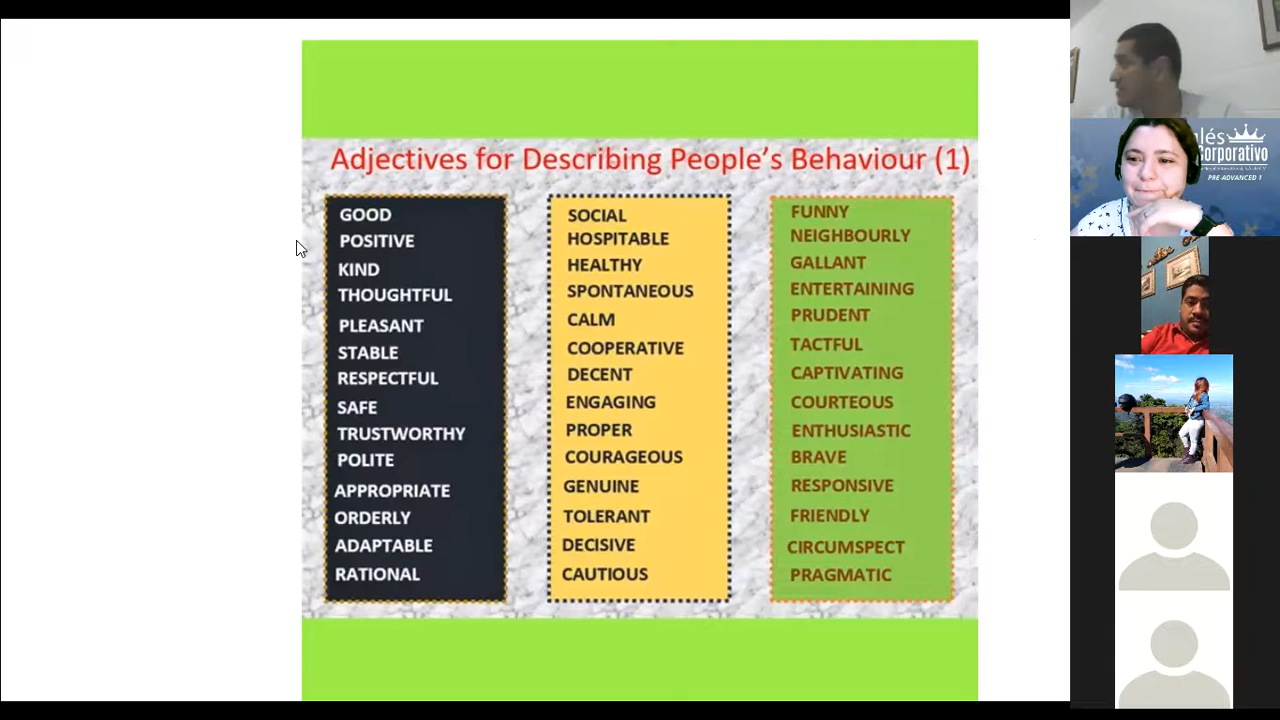 Adjectives for Describing People's Behaviour (1)
GOOD
POSITIVE
KIND
THOUGHTFUL
PLEASANT
STABLE
RESPECTFUL
SAFE
TRUSTWORTHY
POLITE
APPROPRIATE
ORDERLY
ADAPTABLE
RATIONAL
SOCIAL
HOSPITABLE
HEALTHY
SPONTANEOUS
CALM
COOPERATIVE
DECENT
ENGAGING
PROPER
COURAGEOUS
GENUINE
TOLERANT
DECISIVE
CAUTIOUS
FUNNY
NEIGHBOURLY
GALLANT
ENTERTAINING
PRUDENT
TACTFUL
CAPTIVATING
COURTEOUS
ENTHUSIASTIC
BRAVE
RESPONSIVE
FRIENDLY
CIRCUMSPECT
PRAGMATIC
glés
orporativo
PRE-ADVANCED 1